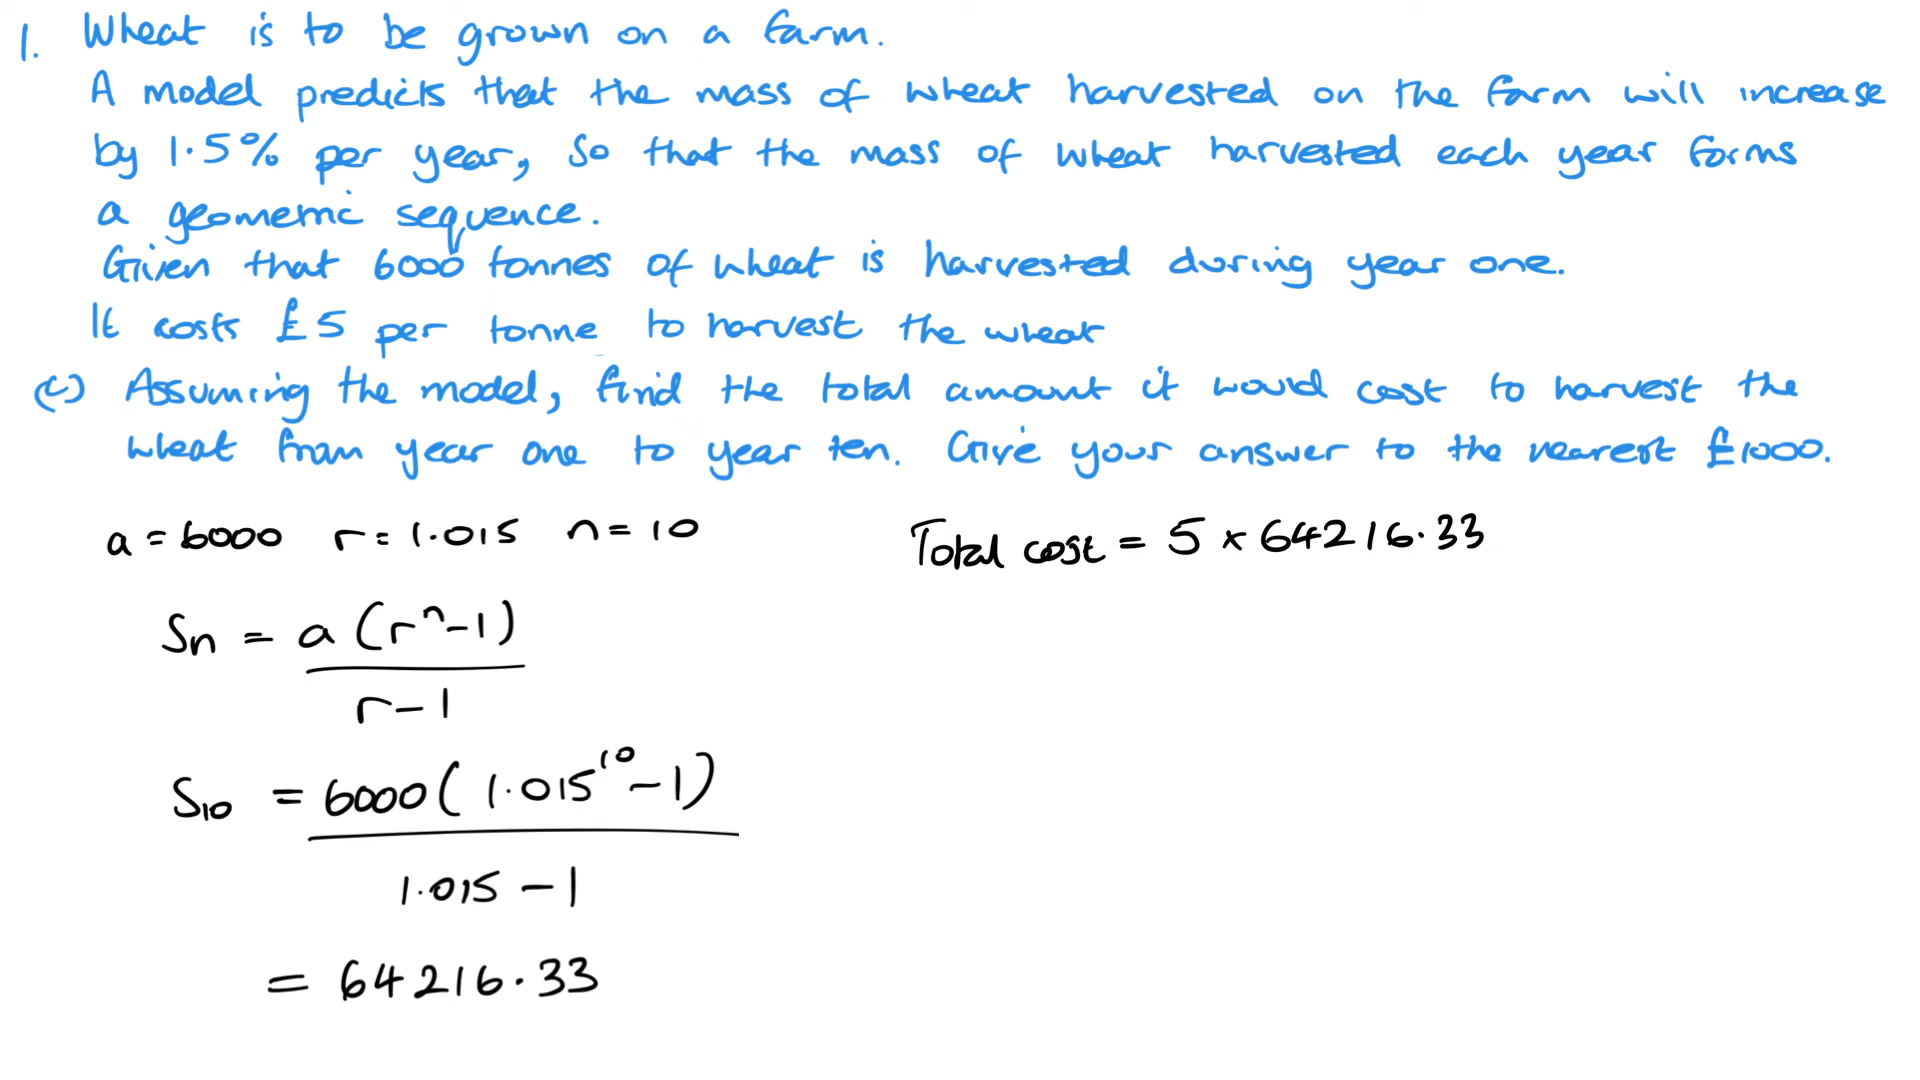 1. Wheat is to be grown on a farm.
A model predicts that the mass of wheat harvested on the farm will increase
by 1.5% per year, so that the mass of wheat harvested each year forms
a geometric sequence.
Given that 6000 tonnes of wheat is harvested during year one.
It costs £5 per tonne to harvest the wheat
(c) Assuming the model, find the total amount it would cost to harvest the
wheat from year one to year ten. Give your answer to the nearest £1000.
a = 6000 r = 1.015 n = 10
Sn = a(r^n-1)
r-1
S10 = 6000(1.015^10-1)
1.015 - 1
= 64216.33
Total cost = 5 × 64216.33